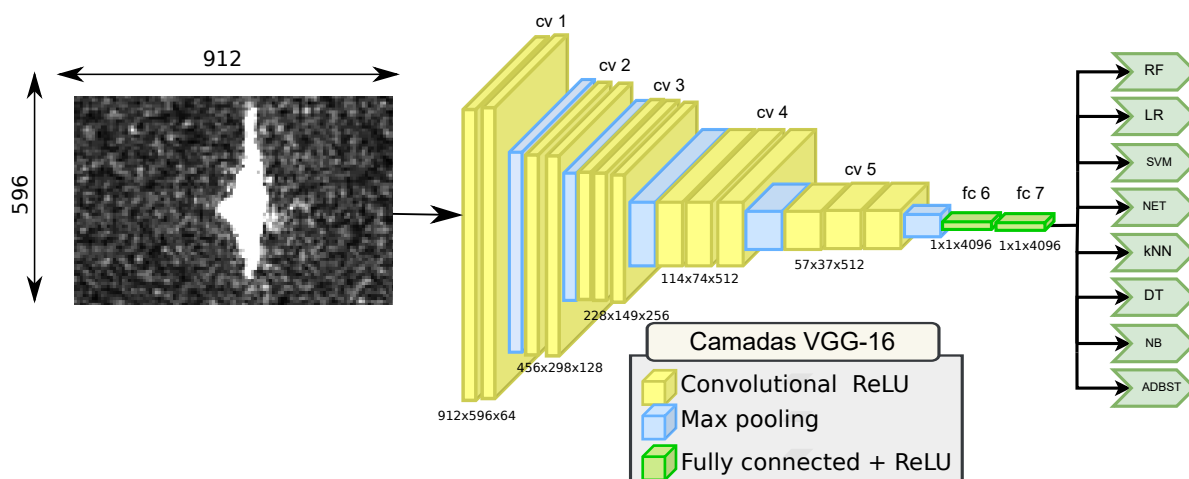 912
596
cv 1
cv 2
cv 3
cv 4
cv 5
fc 6
fc 7
912x596x64
456x298x128
228x149x256
114x74x512
57x37x512
1x1x4096
1x1x4096
RF
LR
SVM
NET
kNN
DT
NB
ADBST
Camadas VGG-16
Convolutional ReLU
Max pooling
Fully connected + ReLU